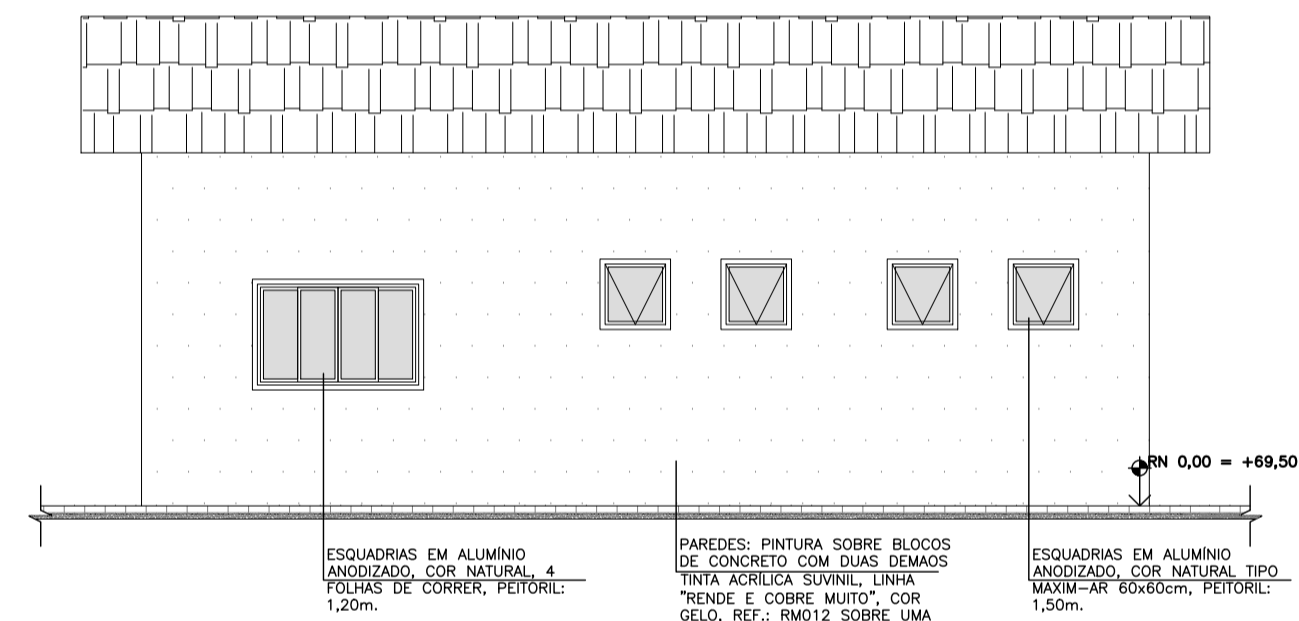 RN 0,00 = +69,50
ESQUADRIAS EM ALUMÍNIO
ANODIZADO, COR NATURAL, 4
FOLHAS DE CORRER, PEITORIL:
1,20m.
PAREDES: PINTURA SOBRE BLOCOS
DE CONCRETO COM DUAS DEMAOS
TINTA ACRÍLICA SUVINIL, LINHA
"RENDE E COBRE MUITO", COR
GELO, REF.: RM012 SOBRE UMA
ESQUADRIAS EM ALUMÍNIO
ANODIZADO, COR NATURAL TIPO
MAXIM-AR 60x60cm, PEITORIL:
1,50m.